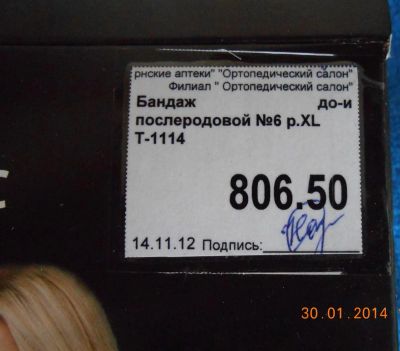 рнские аптеки" "Ортопедический салон"
Филиал " Ортопедический салон"
Бандаж до-и
послеродовой №6 р.XL
Т-1114
806.50
14.11.12 Подпись:
30.01.2014